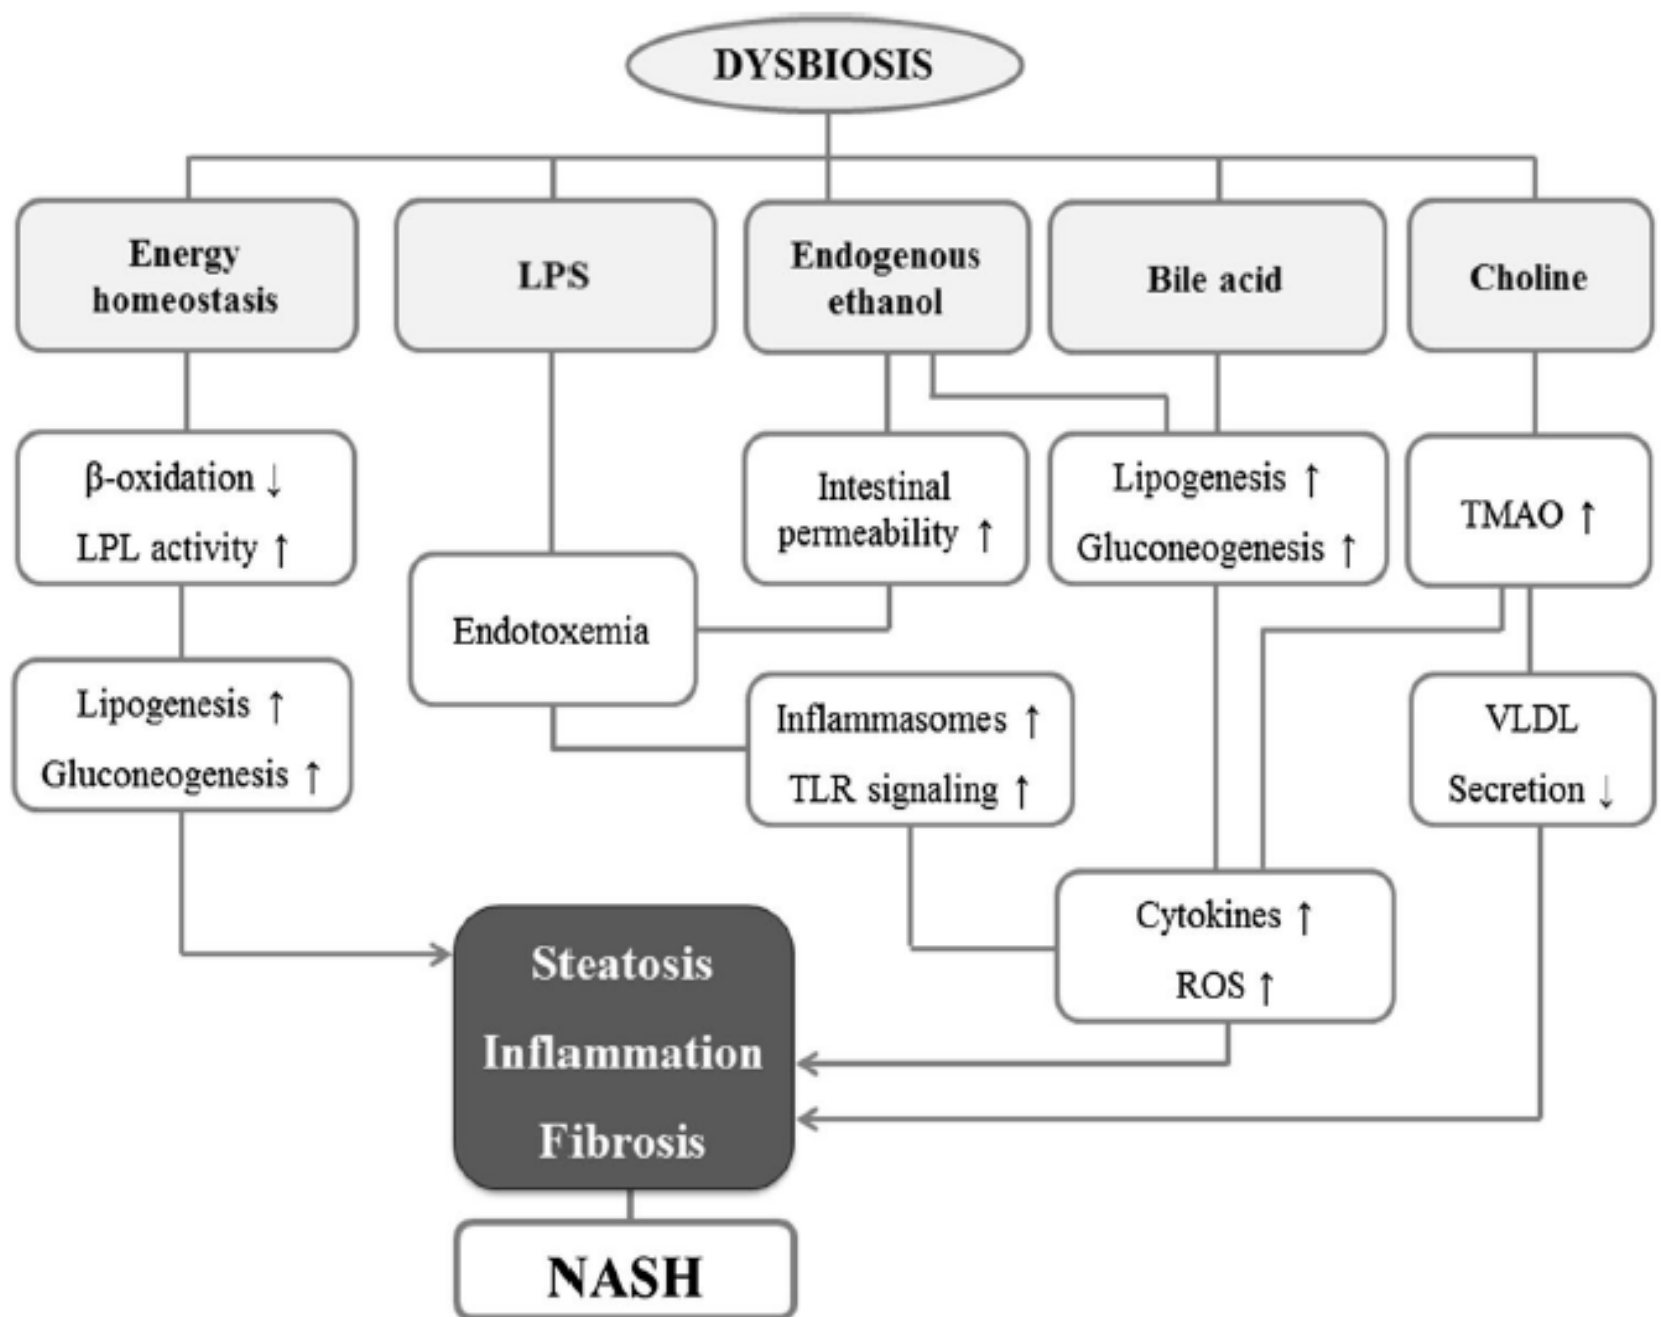 DYSBIOSIS
Energy
homeostasis
LPS
Endogenous
ethanol
Bile acid
Choline
β-oxidation ↓
LPL activity ↑
Intestinal
permeability ↑
Lipogenesis ↑
Gluconeogenesis ↑
TMAO ↑
Endotoxemia
Lipogenesis ↑
Gluconeogenesis ↑
Inflammasomes ↑
TLR signaling ↑
VLDL
Secretion ↓
Cytokines ↑
ROS ↑
Steatosis
Inflammation
Fibrosis
NASH